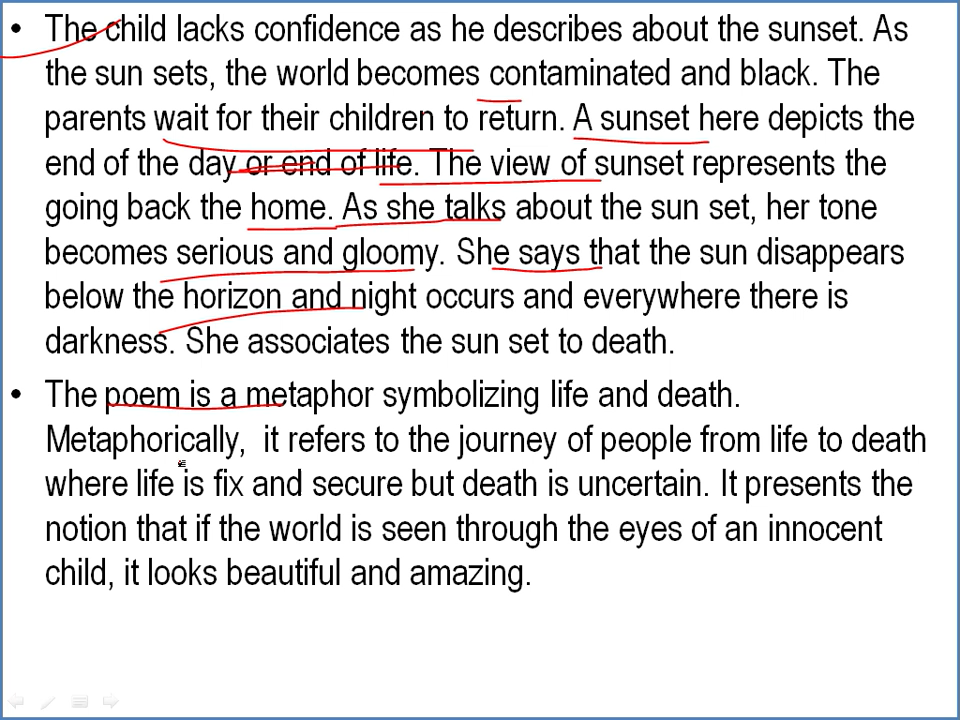 • The child lacks confidence as he describes about the sunset. As
the sun sets, the world becomes contaminated and black. The
parents wait for their children to return. A sunset here depicts the
end of the day or end of life. The view of sunset represents the
going back the home. As she talks about the sun set, her tone
becomes serious and gloomy. She says that the sun disappears
below the horizon and night occurs and everywhere there is
darkness. She associates the sun set to death.
• The poem is a metaphor symbolizing life and death.
Metaphorically, it refers to the journey of people from life to death
where life is fix and secure but death is uncertain. It presents the
notion that if the world is seen through the eyes of an innocent
child, it looks beautiful and amazing.